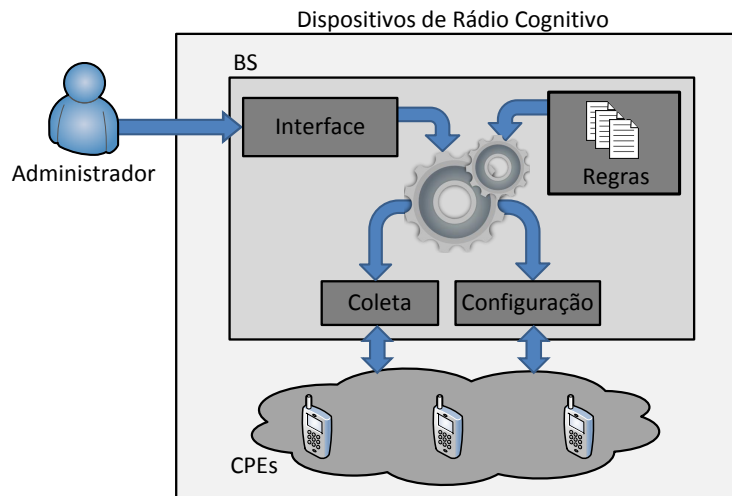 Dispositivos de Rádio Cognitivo
BS
Interface
Regras
Administrador
Coleta
Configuração
CPEs